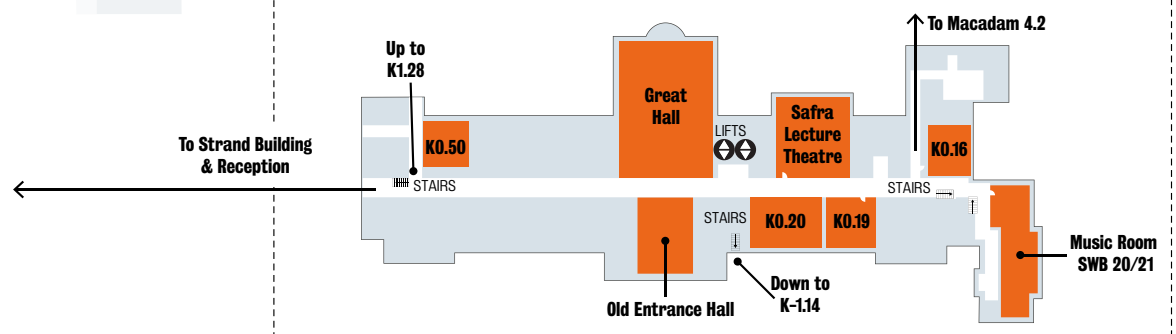 To Macadam 4.2
Up to
K1.28
Great
Hall
Safra
Lecture
Theatre
LIFTS
To Strand Building
& Reception
K0.50
K0.16
STAIRS
STAIRS
STAIRS
K0.20
K0.19
Music Room
SWB 20/21
Old Entrance Hall
Down to
K-1.14